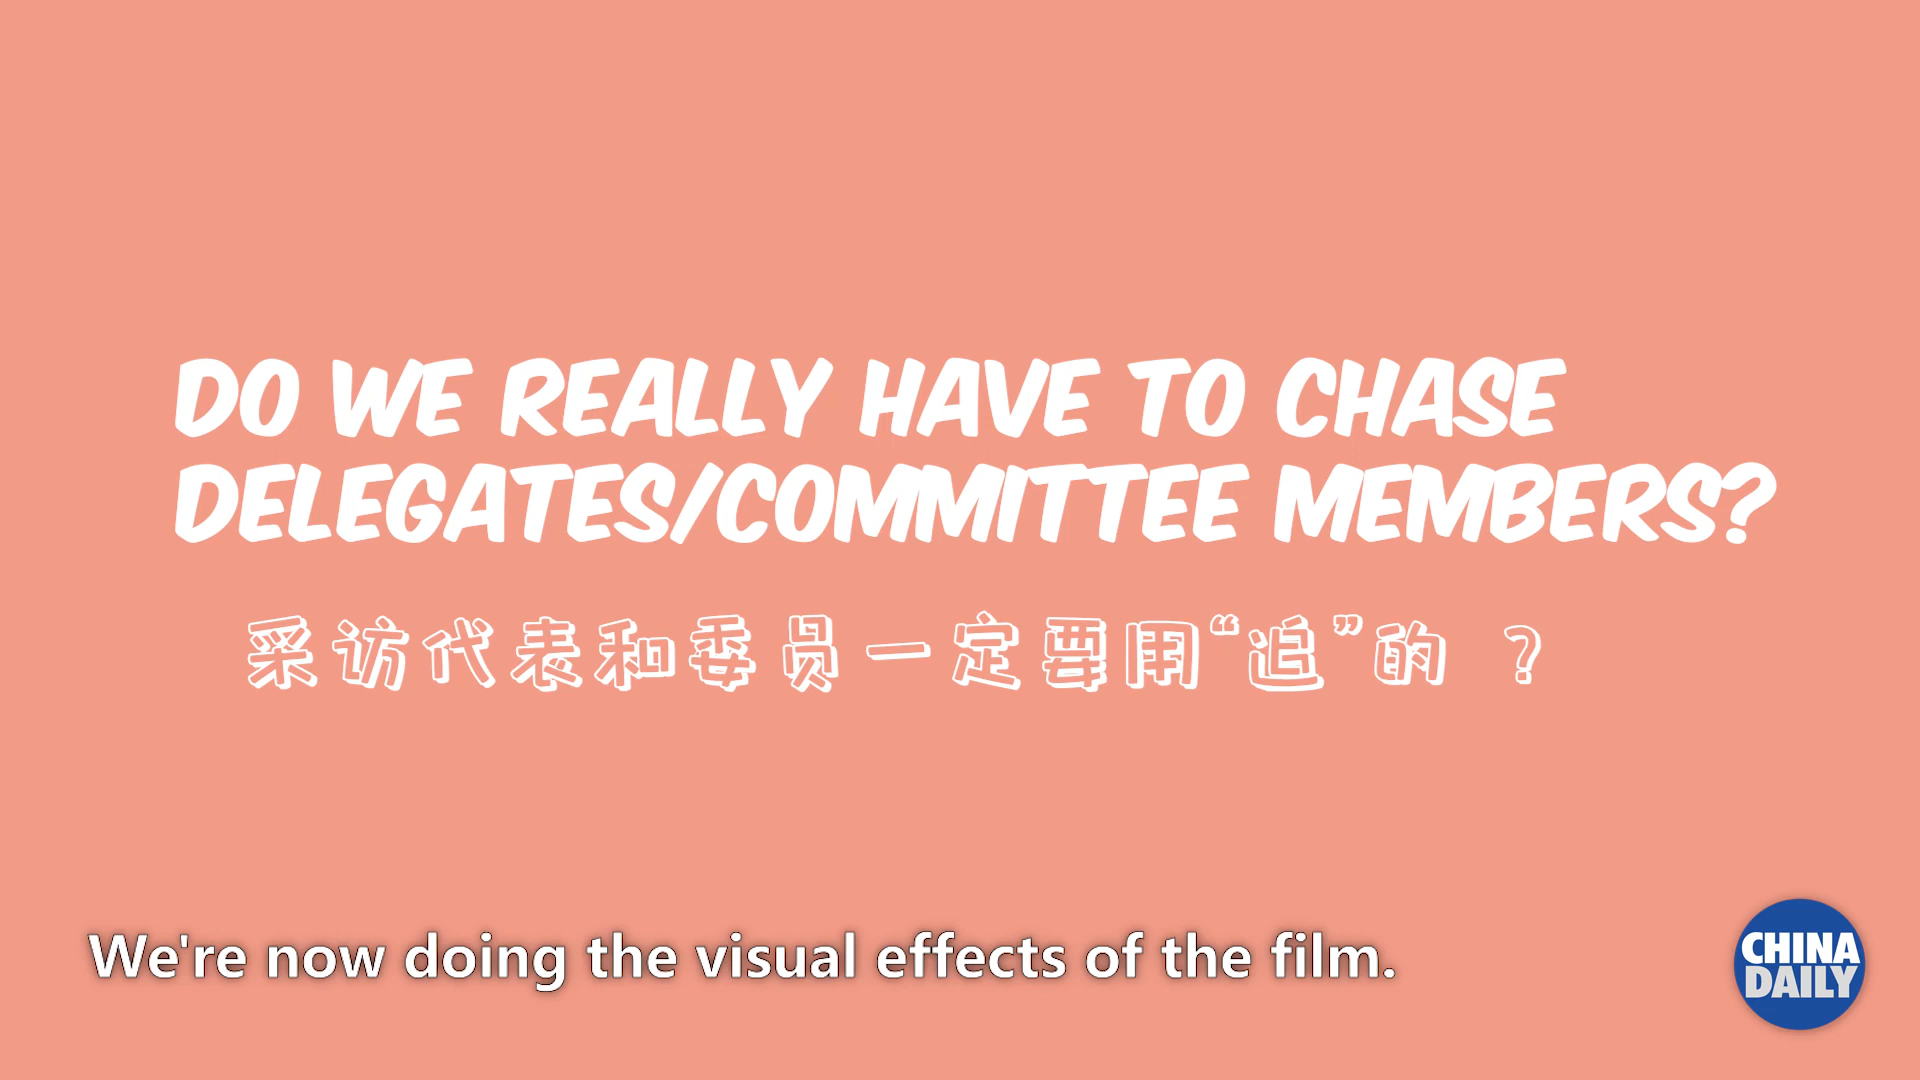 DO WE REALLY HAVE TO CHASE
DELEGATES/COMMITTEE MEMBERS?
采访代表和委员一定要用“追”的 ？
We're now doing the visual effects of the film.
CHINA
DAILY